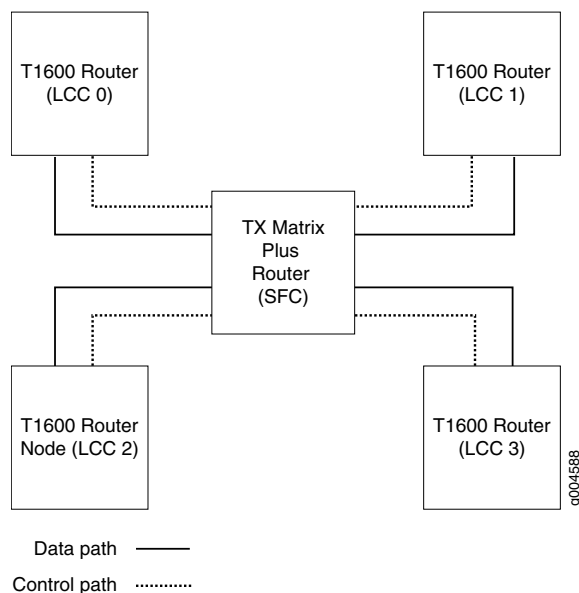 T1600 Router
(LCC 0)
T1600 Router
(LCC 1)
TX Matrix
Plus
Router
(SFC)
T1600 Router
Node (LCC 2)
T1600 Router
(LCC 3)
g004588
Data path
Control path